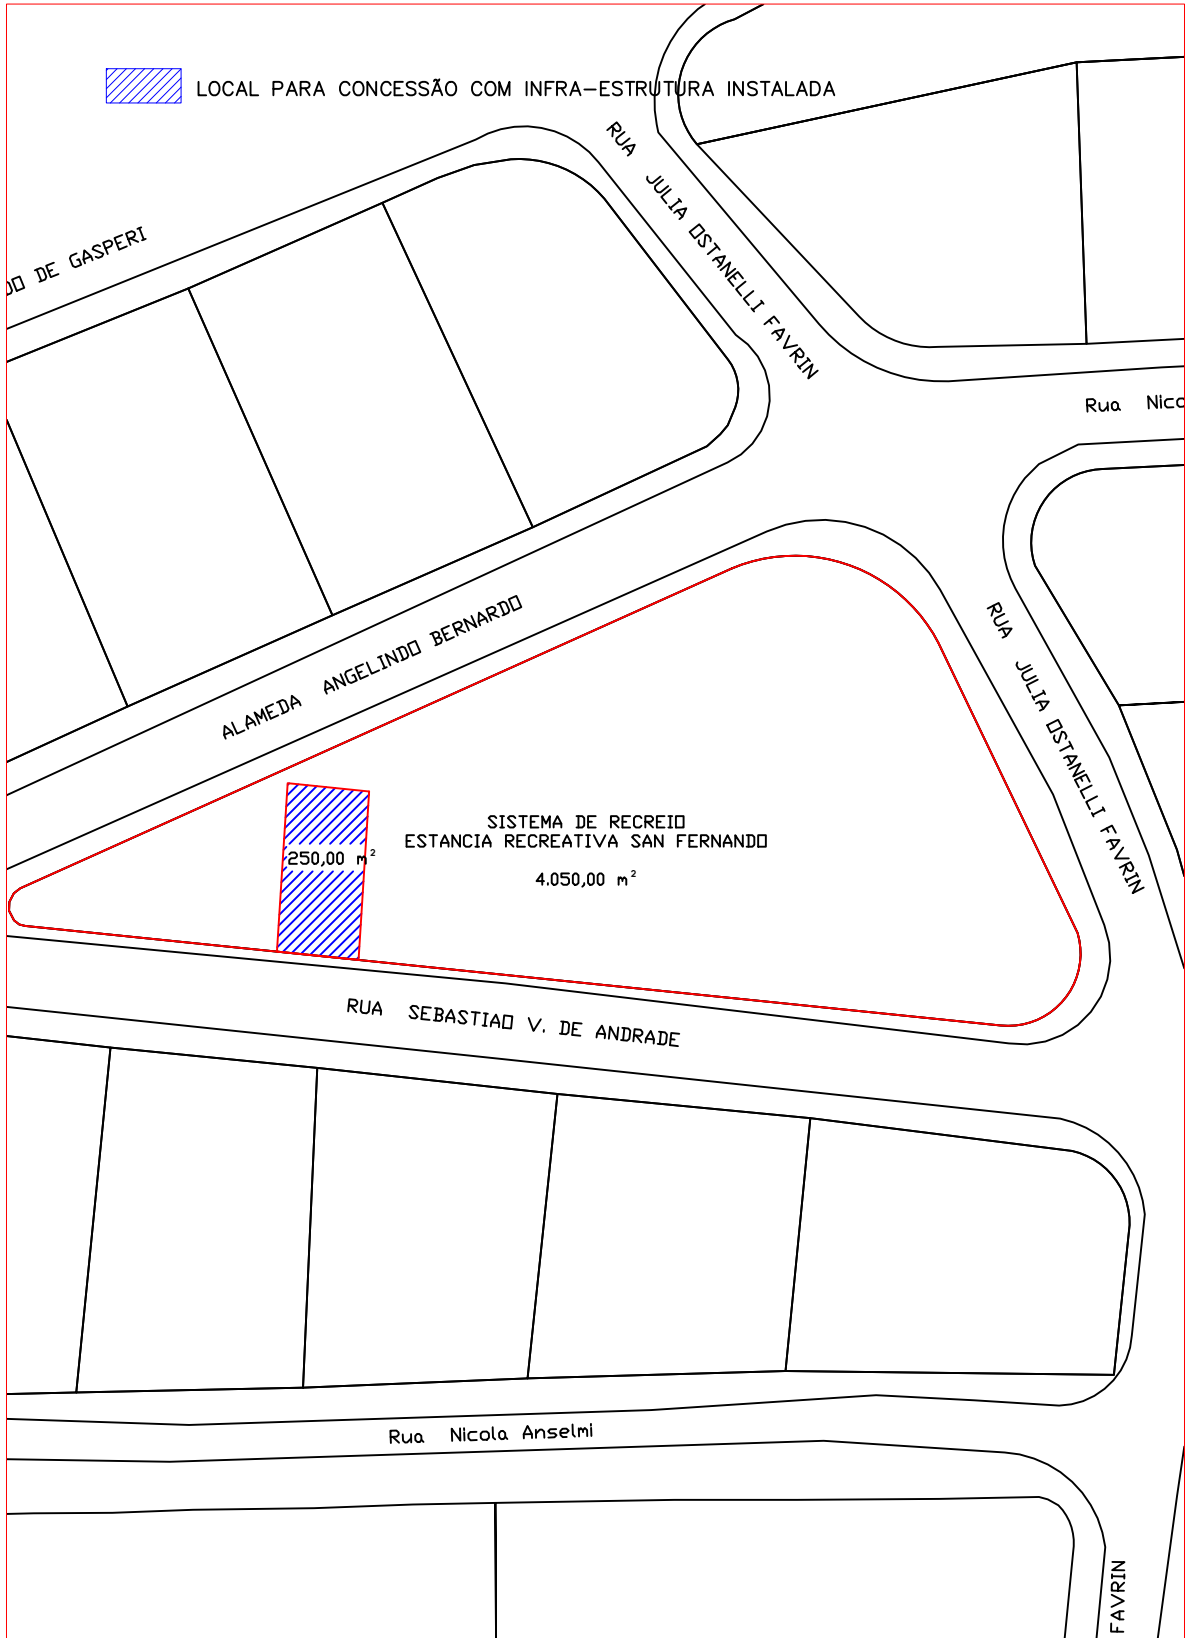 LOCAL PARA CONCESSÃO COM INFRA-ESTRUTURA INSTALADA
RUA JULIA OSTANELLI FAVRIN
DE GASPERI
Rua
ALAMEDA ANGELINDO BERNARDO
RUA JULIA OSTANELLI FAVRIN
SISTEMA DE RECREIO
ESTANCIA RECREATIVA SAN FERNANDO
250,00 m²
4.050,00 m²
RUA SEBASTIAO V. DE ANDRADE
Rua Nicola Anselmi
FAVRIN